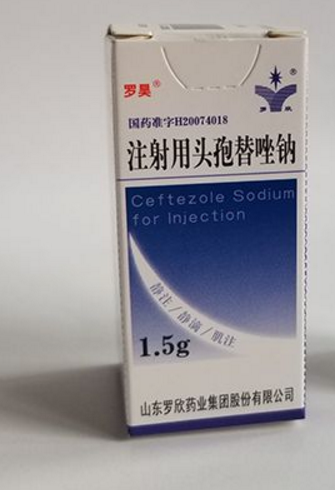 罗昊®
®
罗欣
国药准字H20074018
注射用头孢替唑钠
Ceftezole Sodium
for Injection
静注/静滴/肌注
1.5g
山东罗欣药业集团股份有限公司